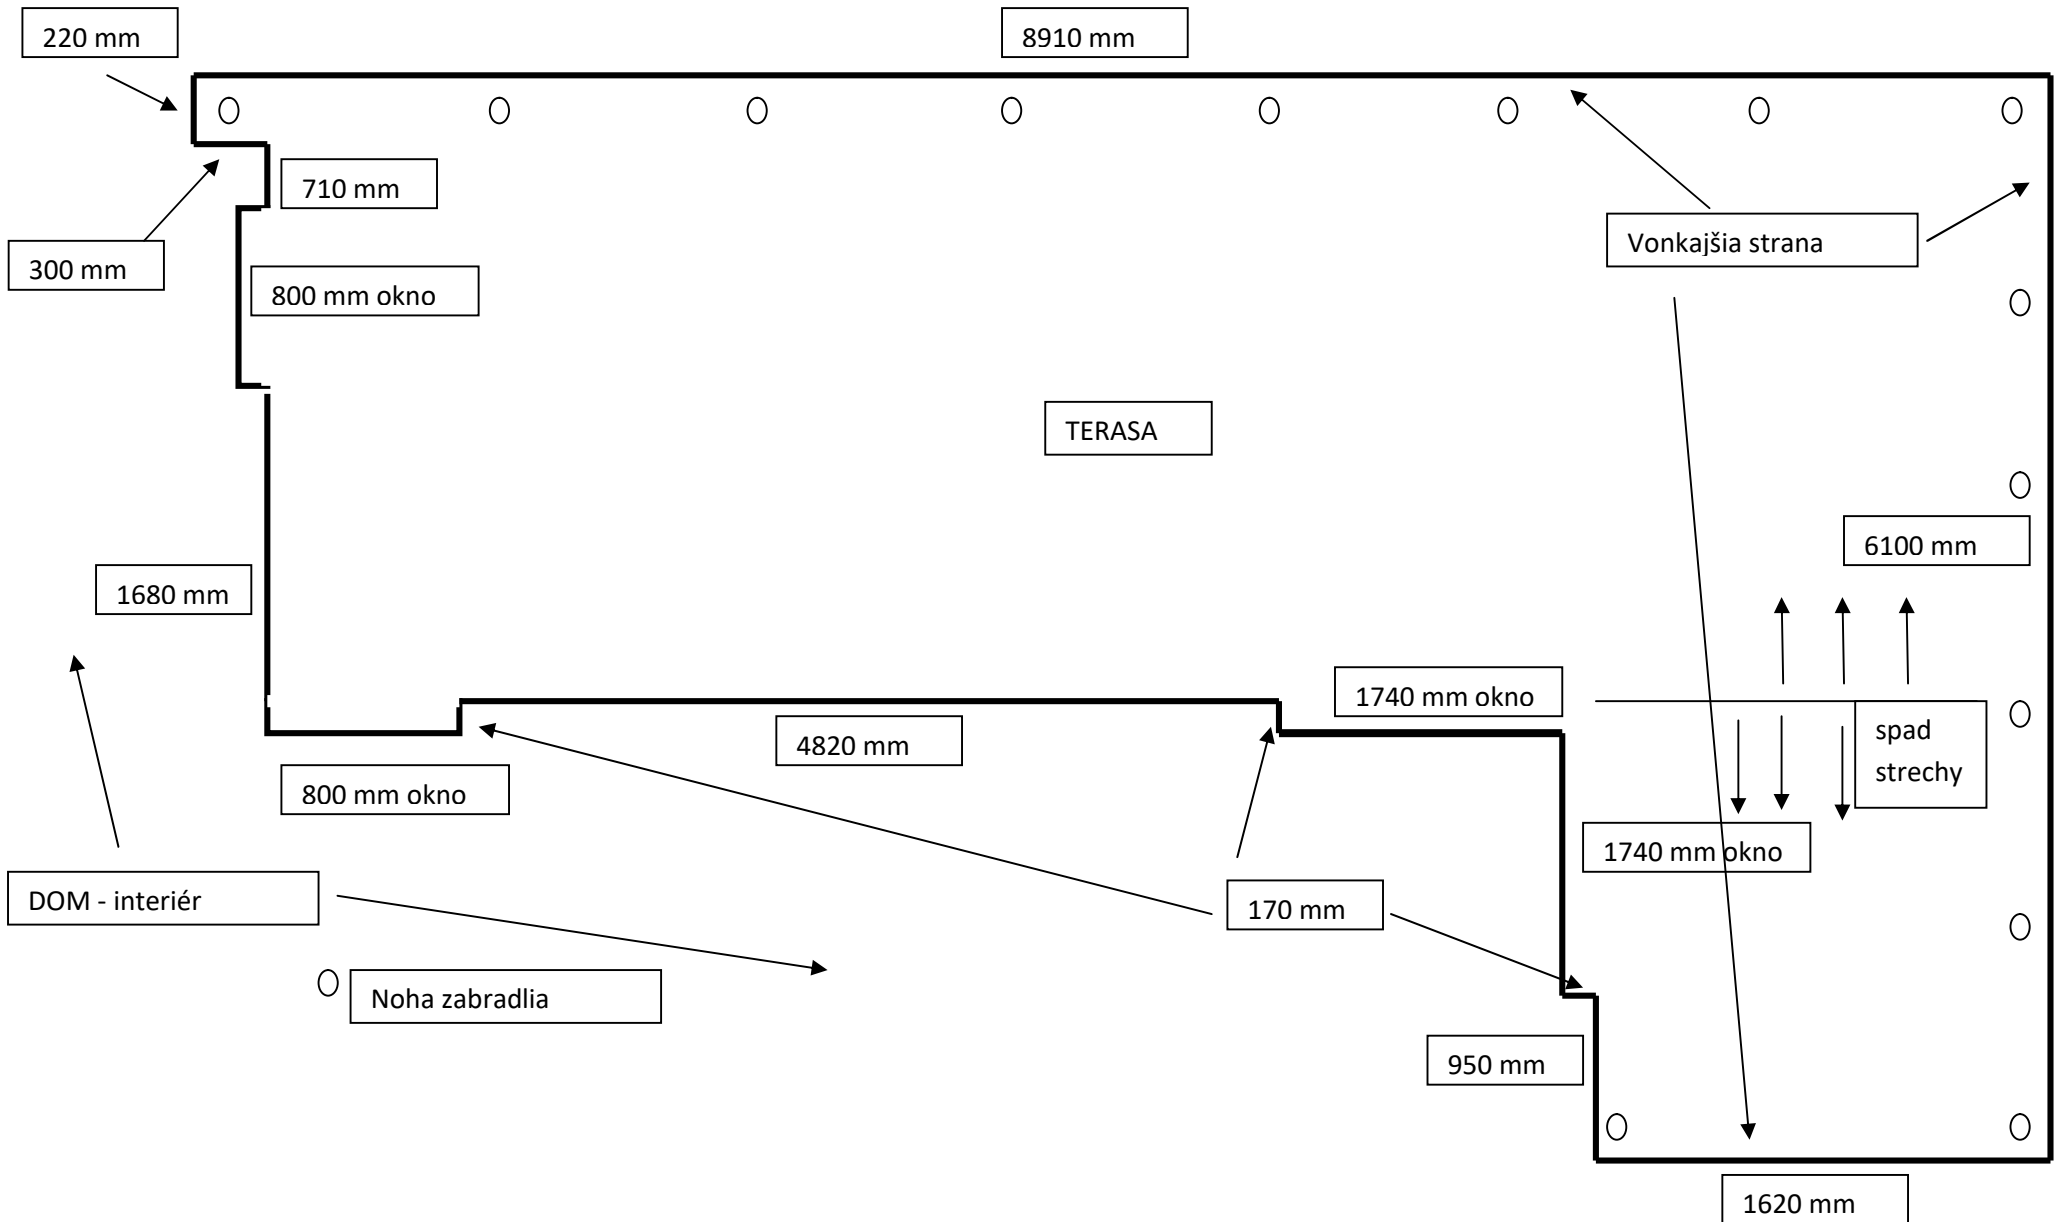 220 mm
8910 mm
710 mm
Vonkajšia strana
300 mm
800 mm okno
TERASA
6100 mm
1680 mm
1740 mm okno
4820 mm
spad
strechy
800 mm okno
1740 mm okno
DOM - interiér
170 mm
Noha zabradlia
950 mm
1620 mm